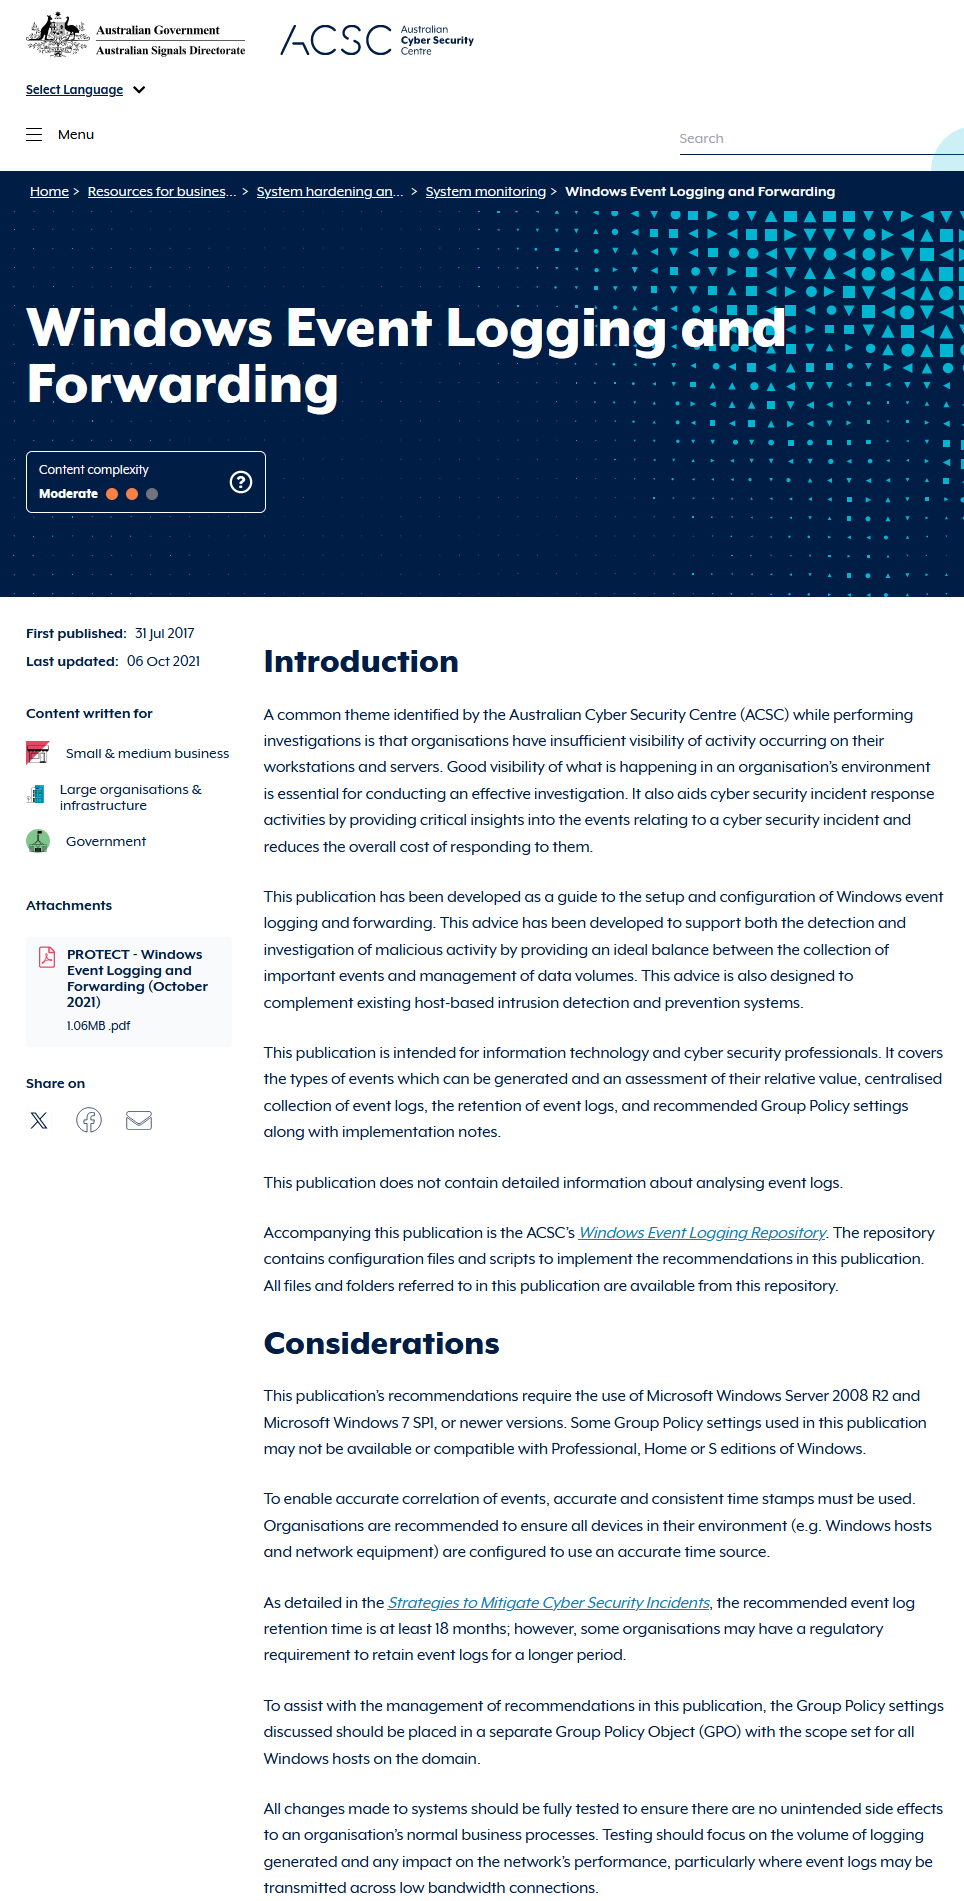 Australian Government
Australian Signals Directorate
ACSC
Australian
Cyber Security
Centre
Select Language
Menu
Search
Home > Resources for busines... > System hardening an... > System monitoring > Windows Event Logging and Forwarding
Windows Event Logging and
Forwarding
Content complexity
Moderate
First published: 31 Jul 2017
Last updated: 06 Oct 2021
Content written for
Small & medium business
Large organisations &
infrastructure
Government
Attachments
PROTECT - Windows
Event Logging and
Forwarding (October
2021)
1.06MB .pdf
Share on
Introduction
A common theme identified by the Australian Cyber Security Centre (ACSC) while performing
investigations is that organisations have insufficient visibility of activity occurring on their
workstations and servers. Good visibility of what is happening in an organisation’s environment
is essential for conducting an effective investigation. It also aids cyber security incident response
activities by providing critical insights into the events relating to a cyber security incident and
reduces the overall cost of responding to them.
This publication has been developed as a guide to the setup and configuration of Windows event
logging and forwarding. This advice has been developed to support both the detection and
investigation of malicious activity by providing an ideal balance between the collection of
important events and management of data volumes. This advice is also designed to
complement existing host-based intrusion detection and prevention systems.
This publication is intended for information technology and cyber security professionals. It covers
the types of events which can be generated and an assessment of their relative value, centralised
collection of event logs, the retention of event logs, and recommended Group Policy settings
along with implementation notes.
This publication does not contain detailed information about analysing event logs.
Accompanying this publication is the ACSC’s Windows Event Logging Repository. The repository
contains configuration files and scripts to implement the recommendations in this publication.
All files and folders referred to in this publication are available from this repository.
Considerations
This publication’s recommendations require the use of Microsoft Windows Server 2008 R2 and
Microsoft Windows 7 SP1, or newer versions. Some Group Policy settings used in this publication
may not be available or compatible with Professional, Home or S editions of Windows.
To enable accurate correlation of events, accurate and consistent time stamps must be used.
Organisations are recommended to ensure all devices in their environment (e.g. Windows hosts
and network equipment) are configured to use an accurate time source.
As detailed in the Strategies to Mitigate Cyber Security Incidents, the recommended event log
retention time is at least 18 months; however, some organisations may have a regulatory
requirement to retain event logs for a longer period.
To assist with the management of recommendations in this publication, the Group Policy settings
discussed should be placed in a separate Group Policy Object (GPO) with the scope set for all
Windows hosts on the domain.
All changes made to systems should be fully tested to ensure there are no unintended side effects
to an organisation’s normal business processes. Testing should focus on the volume of logging
generated and any impact on the network’s performance, particularly where event logs may be
transmitted across low bandwidth connections.